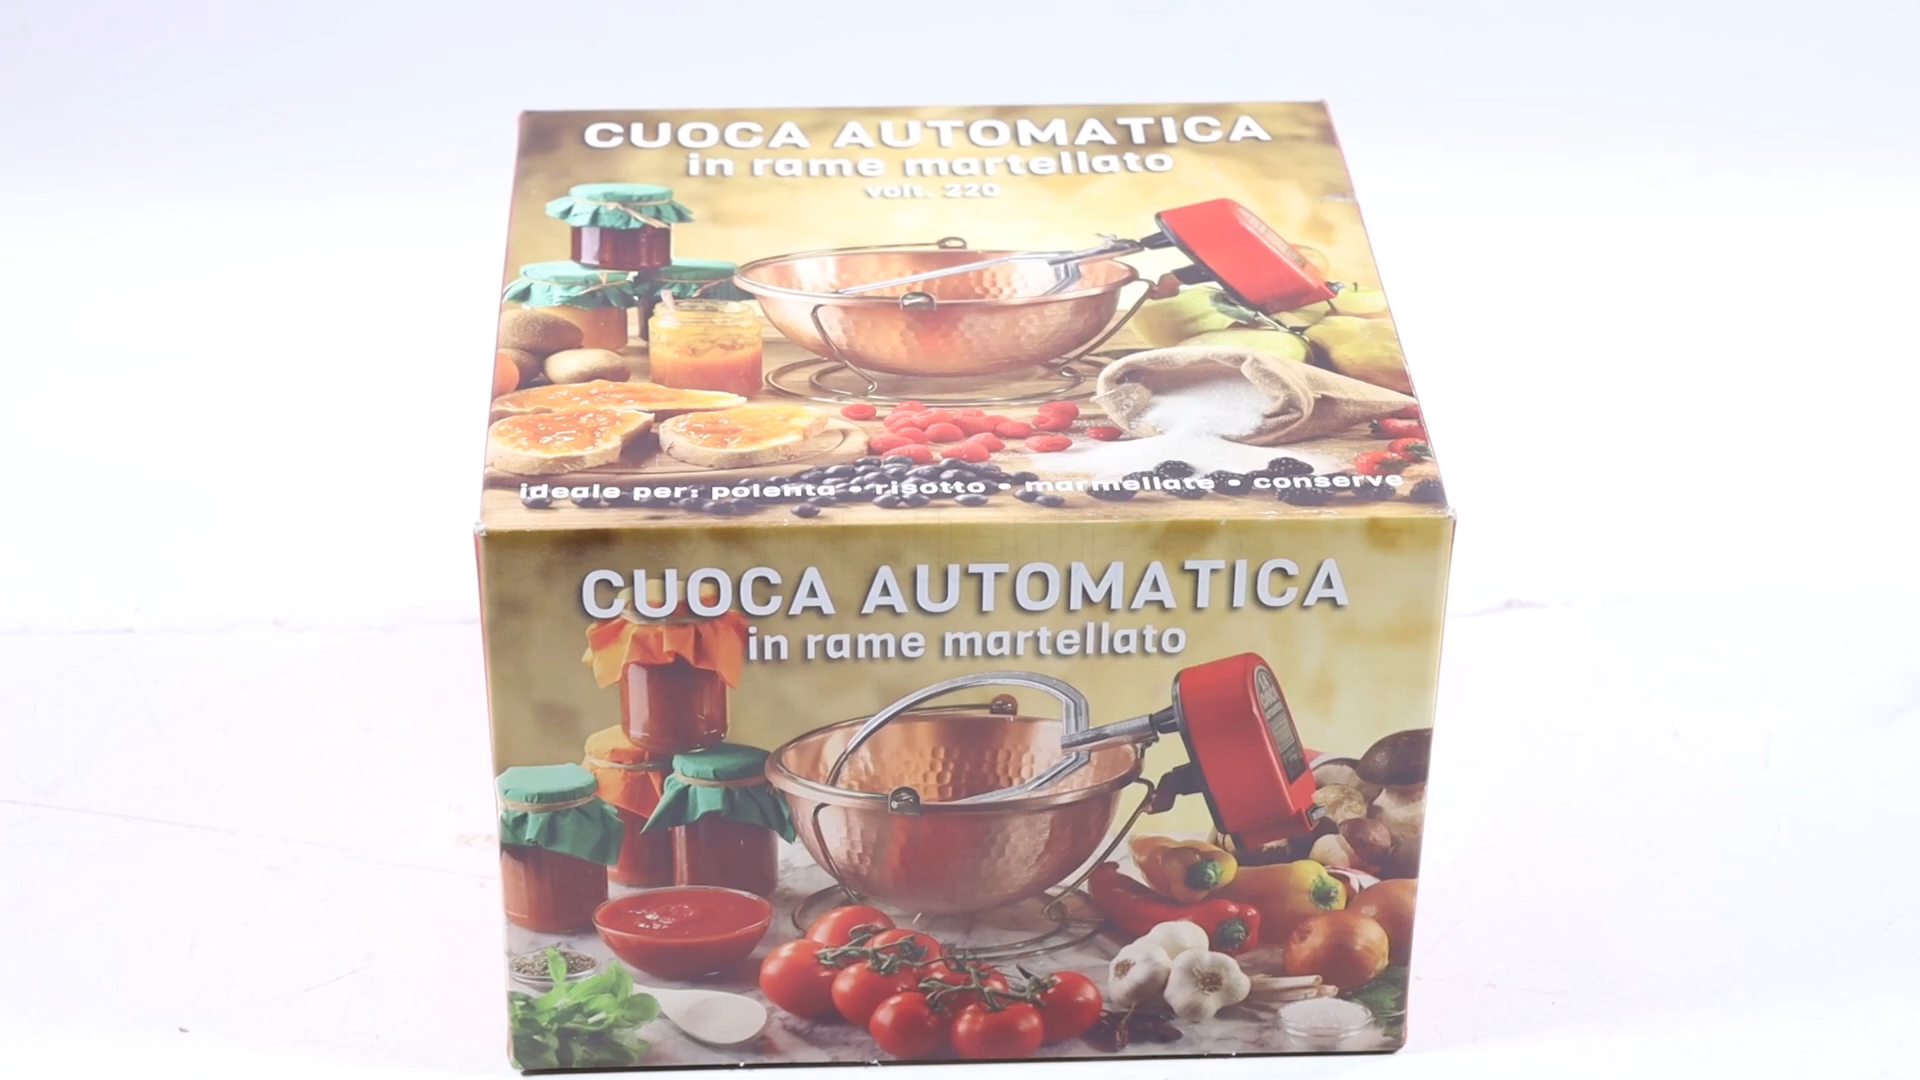 CUOCA AUTOMATICA
in rame martellato
volt. 220
ideale per: polenta • risotto • marmellate • conserve
CUOCA AUTOMATICA
in rame martellato